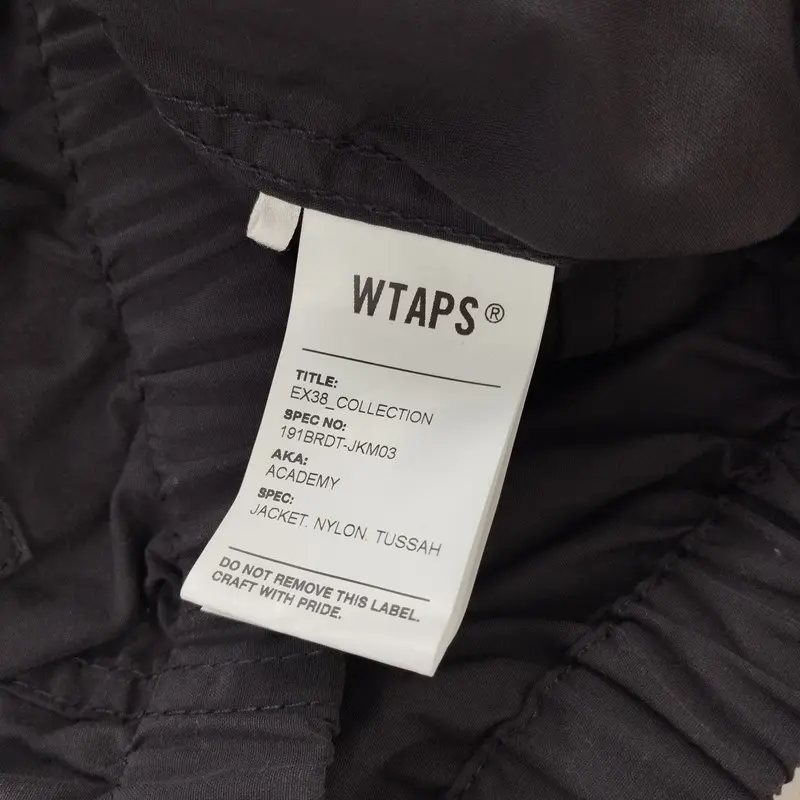 WTAPS®
TITLE:
EX38_COLLECTION
SPEC NO:
191BRDT-JKM03
AKA:
ACADEMY
SPEC:
JACKET. NYLON. TUSSAH
DO NOT REMOVE THIS LABEL.
CRAFT WITH PRIDE.